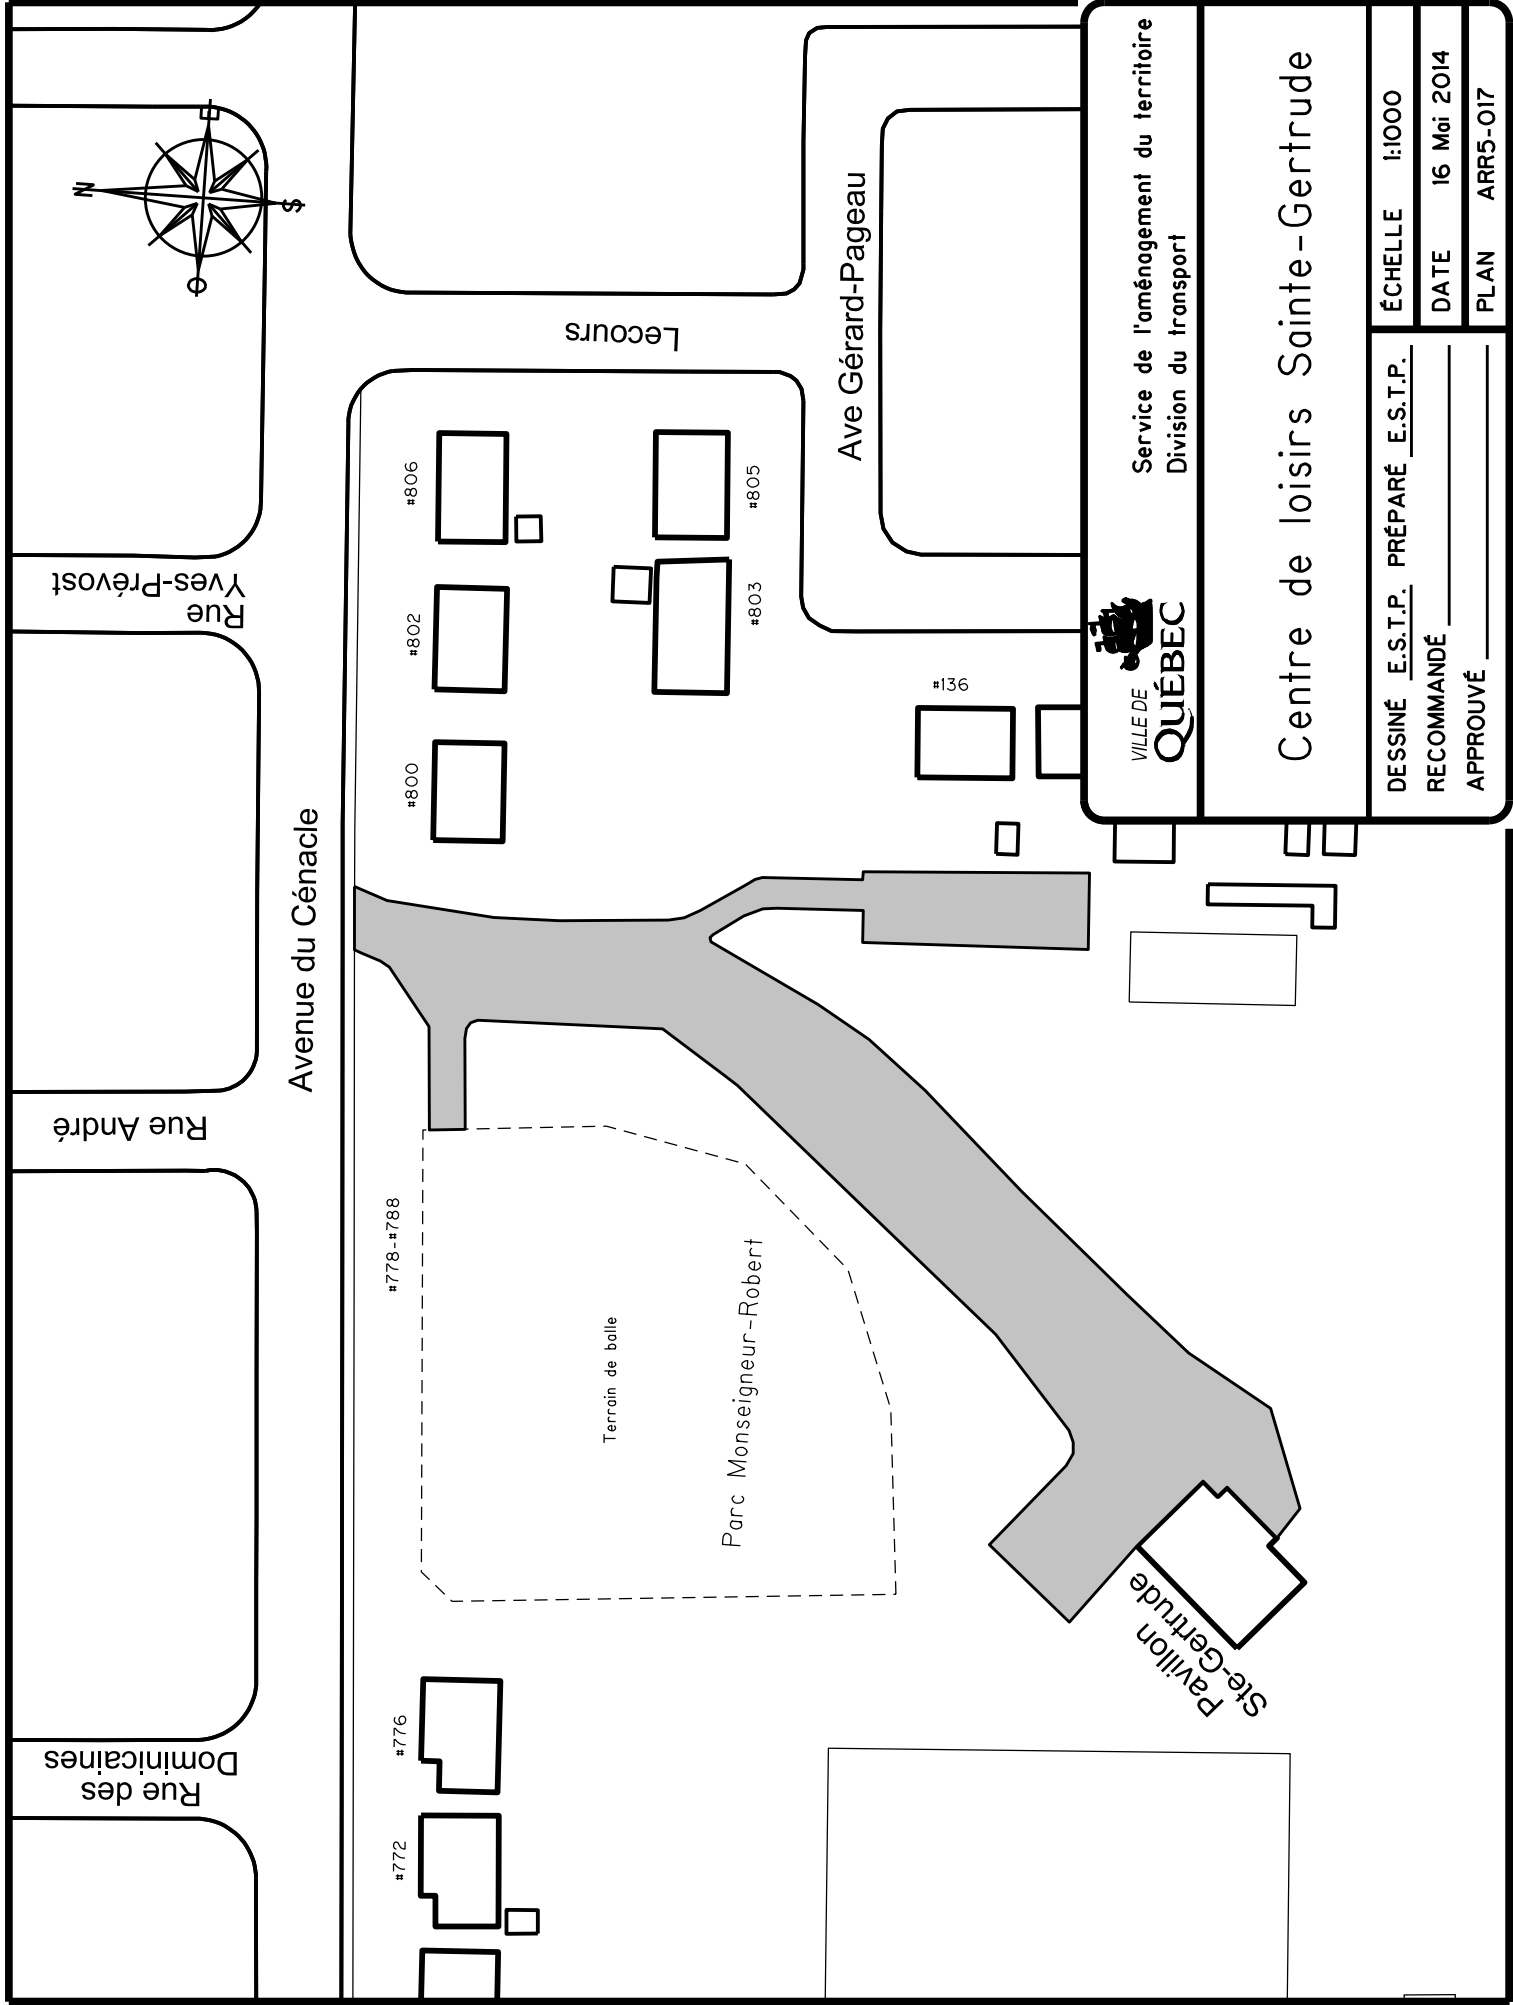 N
E
S
O
Rue
Yves-Prévost
Rue André
Rue des
Dominicaines
Avenue du Cénacle
Lecours
Ave Gérard-Pageau
#806
#802
#800
#805
#803
#136
#778-#788
#776
#772
Terrain de balle
Parc Monseigneur-Robert
Pavillon
Ste-Gertrude
VILLE DE
QUÉBEC
Service de l'aménagement du territoire
Division du transport
Centre de loisirs Sainte-Gertrude
DESSINÉ E.S.T.P. PRÉPARÉ E.S.T.P.
RECOMMANDÉ
APPROUVÉ
ÉCHELLE 1:1000
DATE 16 Mai 2014
PLAN ARR5-017